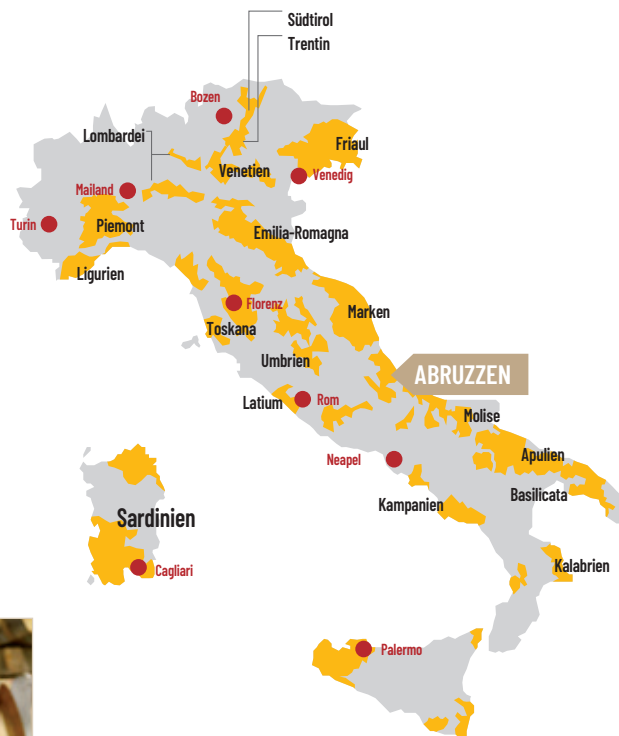 Südtirol
Trentin
Bozen
Lombardei
Friaul
Venetien
Venedig
Mailand
Turin
Piemont
Emilia-Romagna
Ligurien
Florenz
Marken
Toskana
Umbrien
ABRUZZEN
Latium
Rom
Molise
Neapel
Apulien
Basilicata
Kampanien
Sardinien
Kalabrien
Cagliari
Palermo